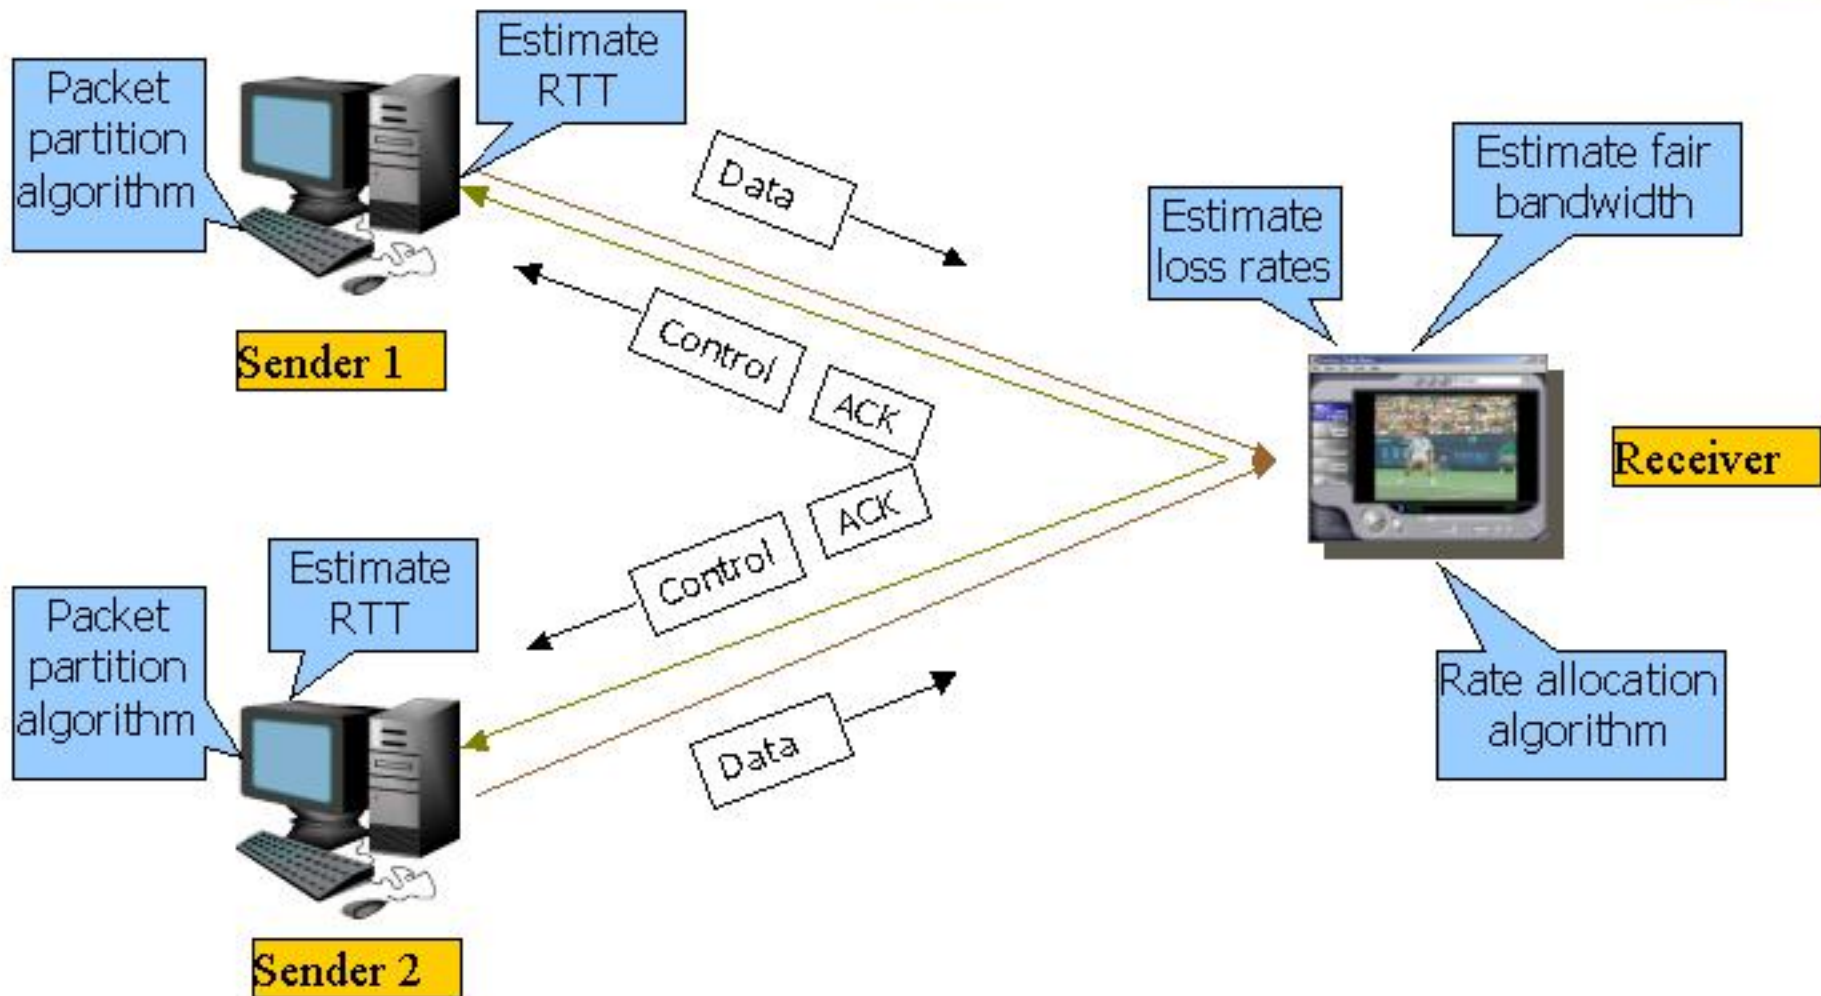 Estimate
RTT
Packet
partition
algorithm
Data
Estimate fair
bandwidth
Estimate
loss rates
Control
ACK
Sender 1
Receiver
ACK
Control
Estimate
RTT
Packet
partition
algorithm
Data
Rate allocation
algorithm
Sender 2